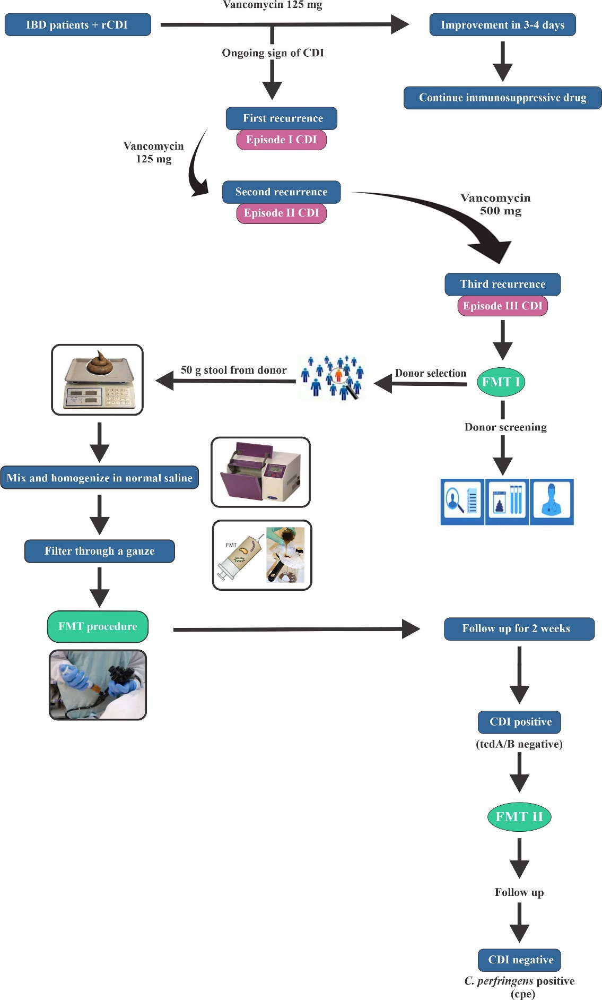 Vancomycin 125 mg
IBD patients + rCDI
Improvement in 3-4 days
Ongoing sign of CDI
Continue immunosuppressive drug
First recurrence
Episode I CDI
Vancomycin
125 mg
Second recurrence
Episode II CDI
Vancomycin
500 mg
Third recurrence
Episode III CDI
FMT I
Donor selection
50 g stool from donor
Donor screening
Mix and homogenize in normal saline
Filter through a gauze
FMT
FMT procedure
Follow up for 2 weeks
CDI positive
(tcdA/B negative)
FMT II
Follow up
CDI negative
C. perfringens positive
(cpe)